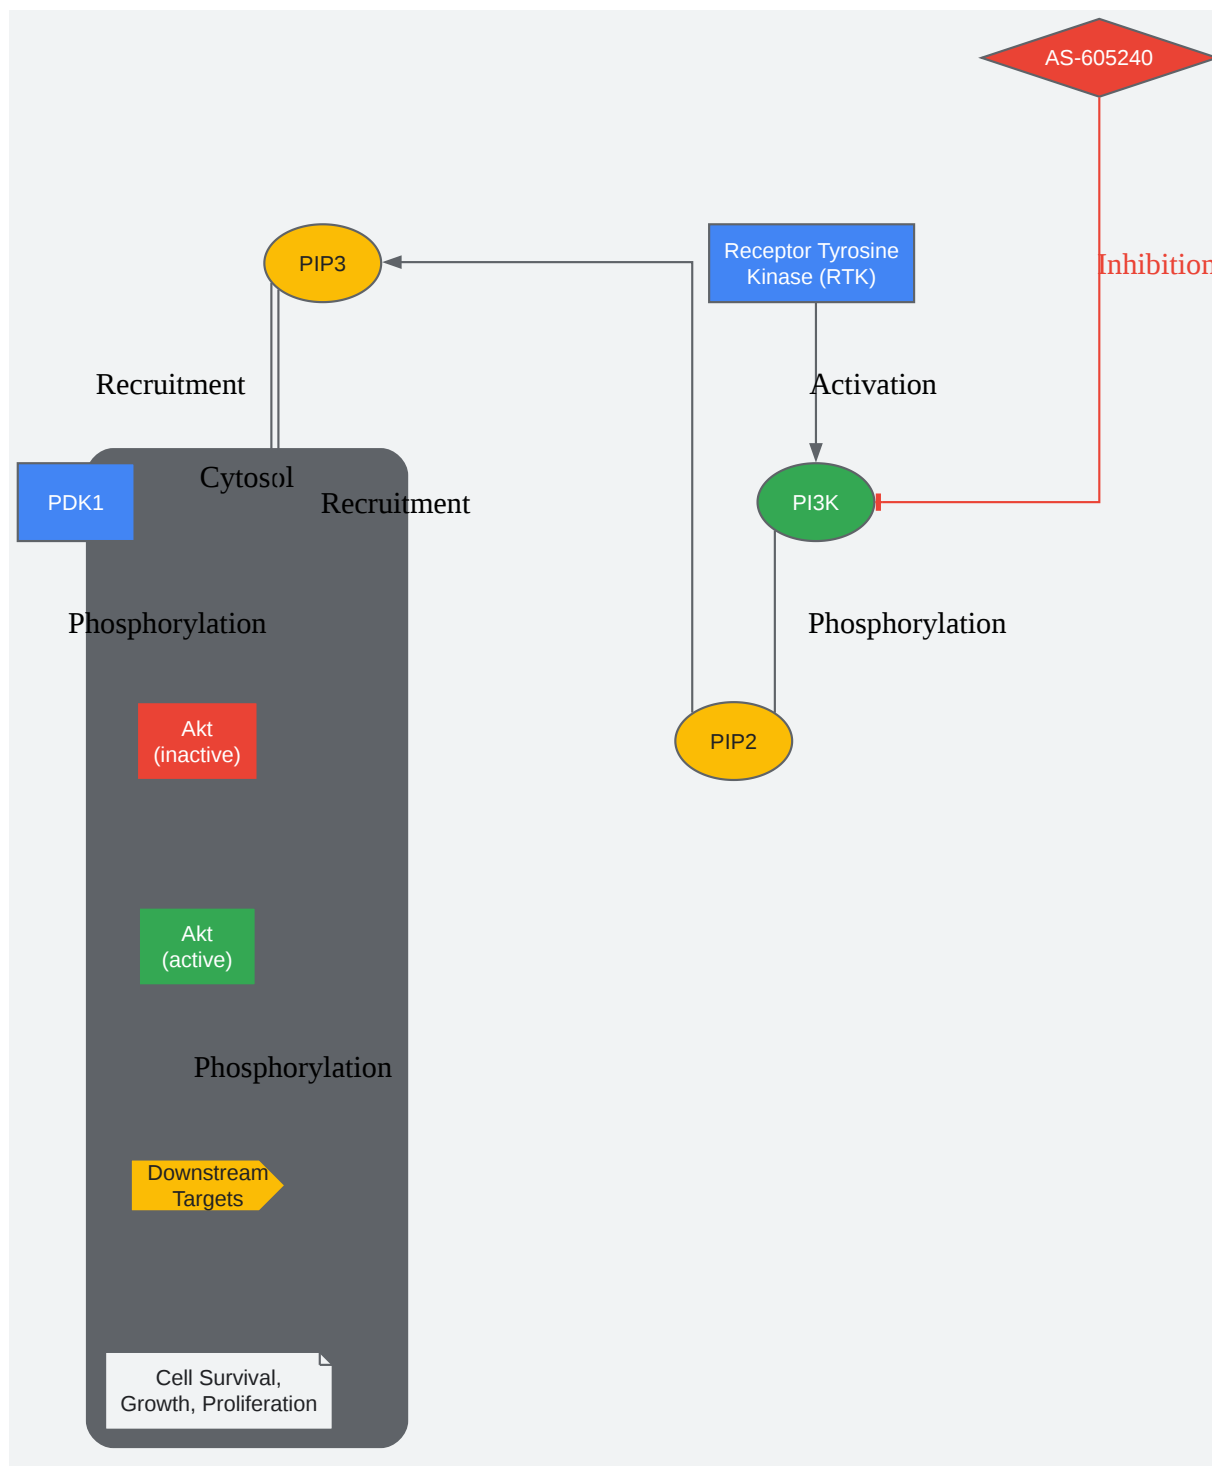 AS-605240
Receptor Tyrosine
Kinase (RTK)
Inhibition
PIP3
Recruitment
Activation
Cytosol
PDK1
Recruitment
PI3K
Phosphorylation
Phosphorylation
Akt
(inactive)
PIP2
Akt
(active)
Phosphorylation
Downstream
Targets
Cell Survival,
Growth, Proliferation